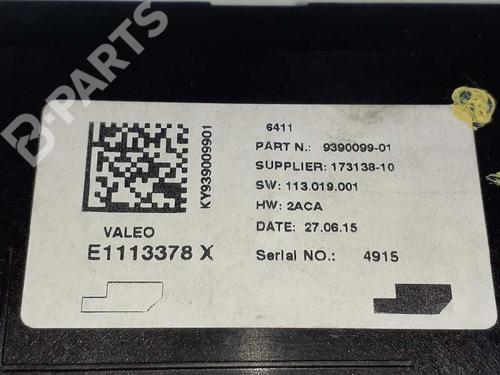 B-PARTS
6411
PART N.: 9390099-01
SUPPLIER: 173138-10
SW: 113.019.001
HW: 2ACA
DATE: 27.06.15
Serial NO.: 4915
KY939009901
VALEO
E1113378 X